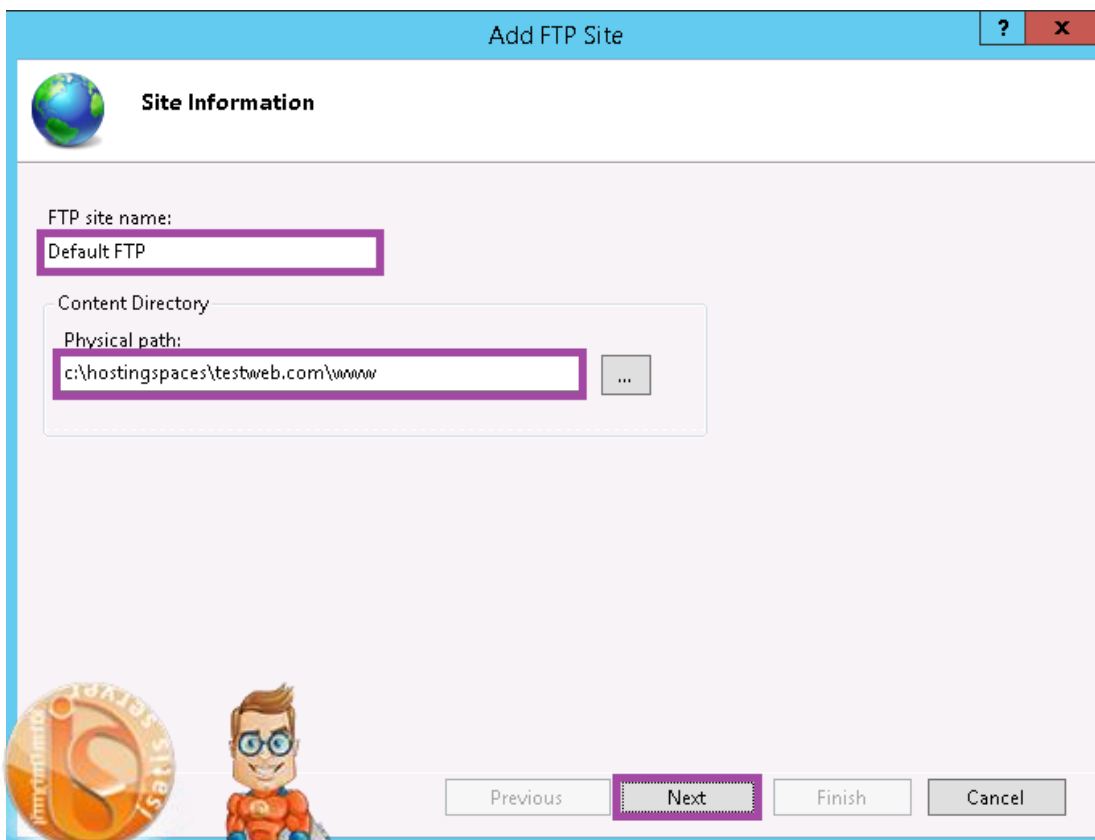 Add FTP Site
?
x
Site Information
FTP site name:
Default FTP
Content Directory
Physical path:
c:\hostingspaces\testweb.com\www
...
Previous
Next
Finish
Cancel